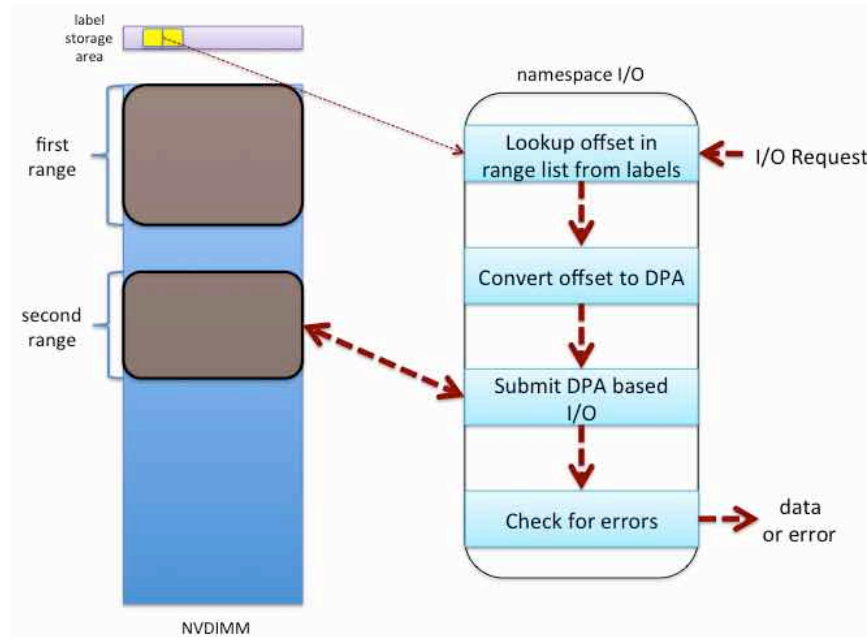 label
storage
area
first
range
second
range
NVDIMM
namespace I/O
Lookup offset in
range list from labels
I/O Request
Convert offset to DPA
Submit DPA based
I/O
Check for errors
data
or error